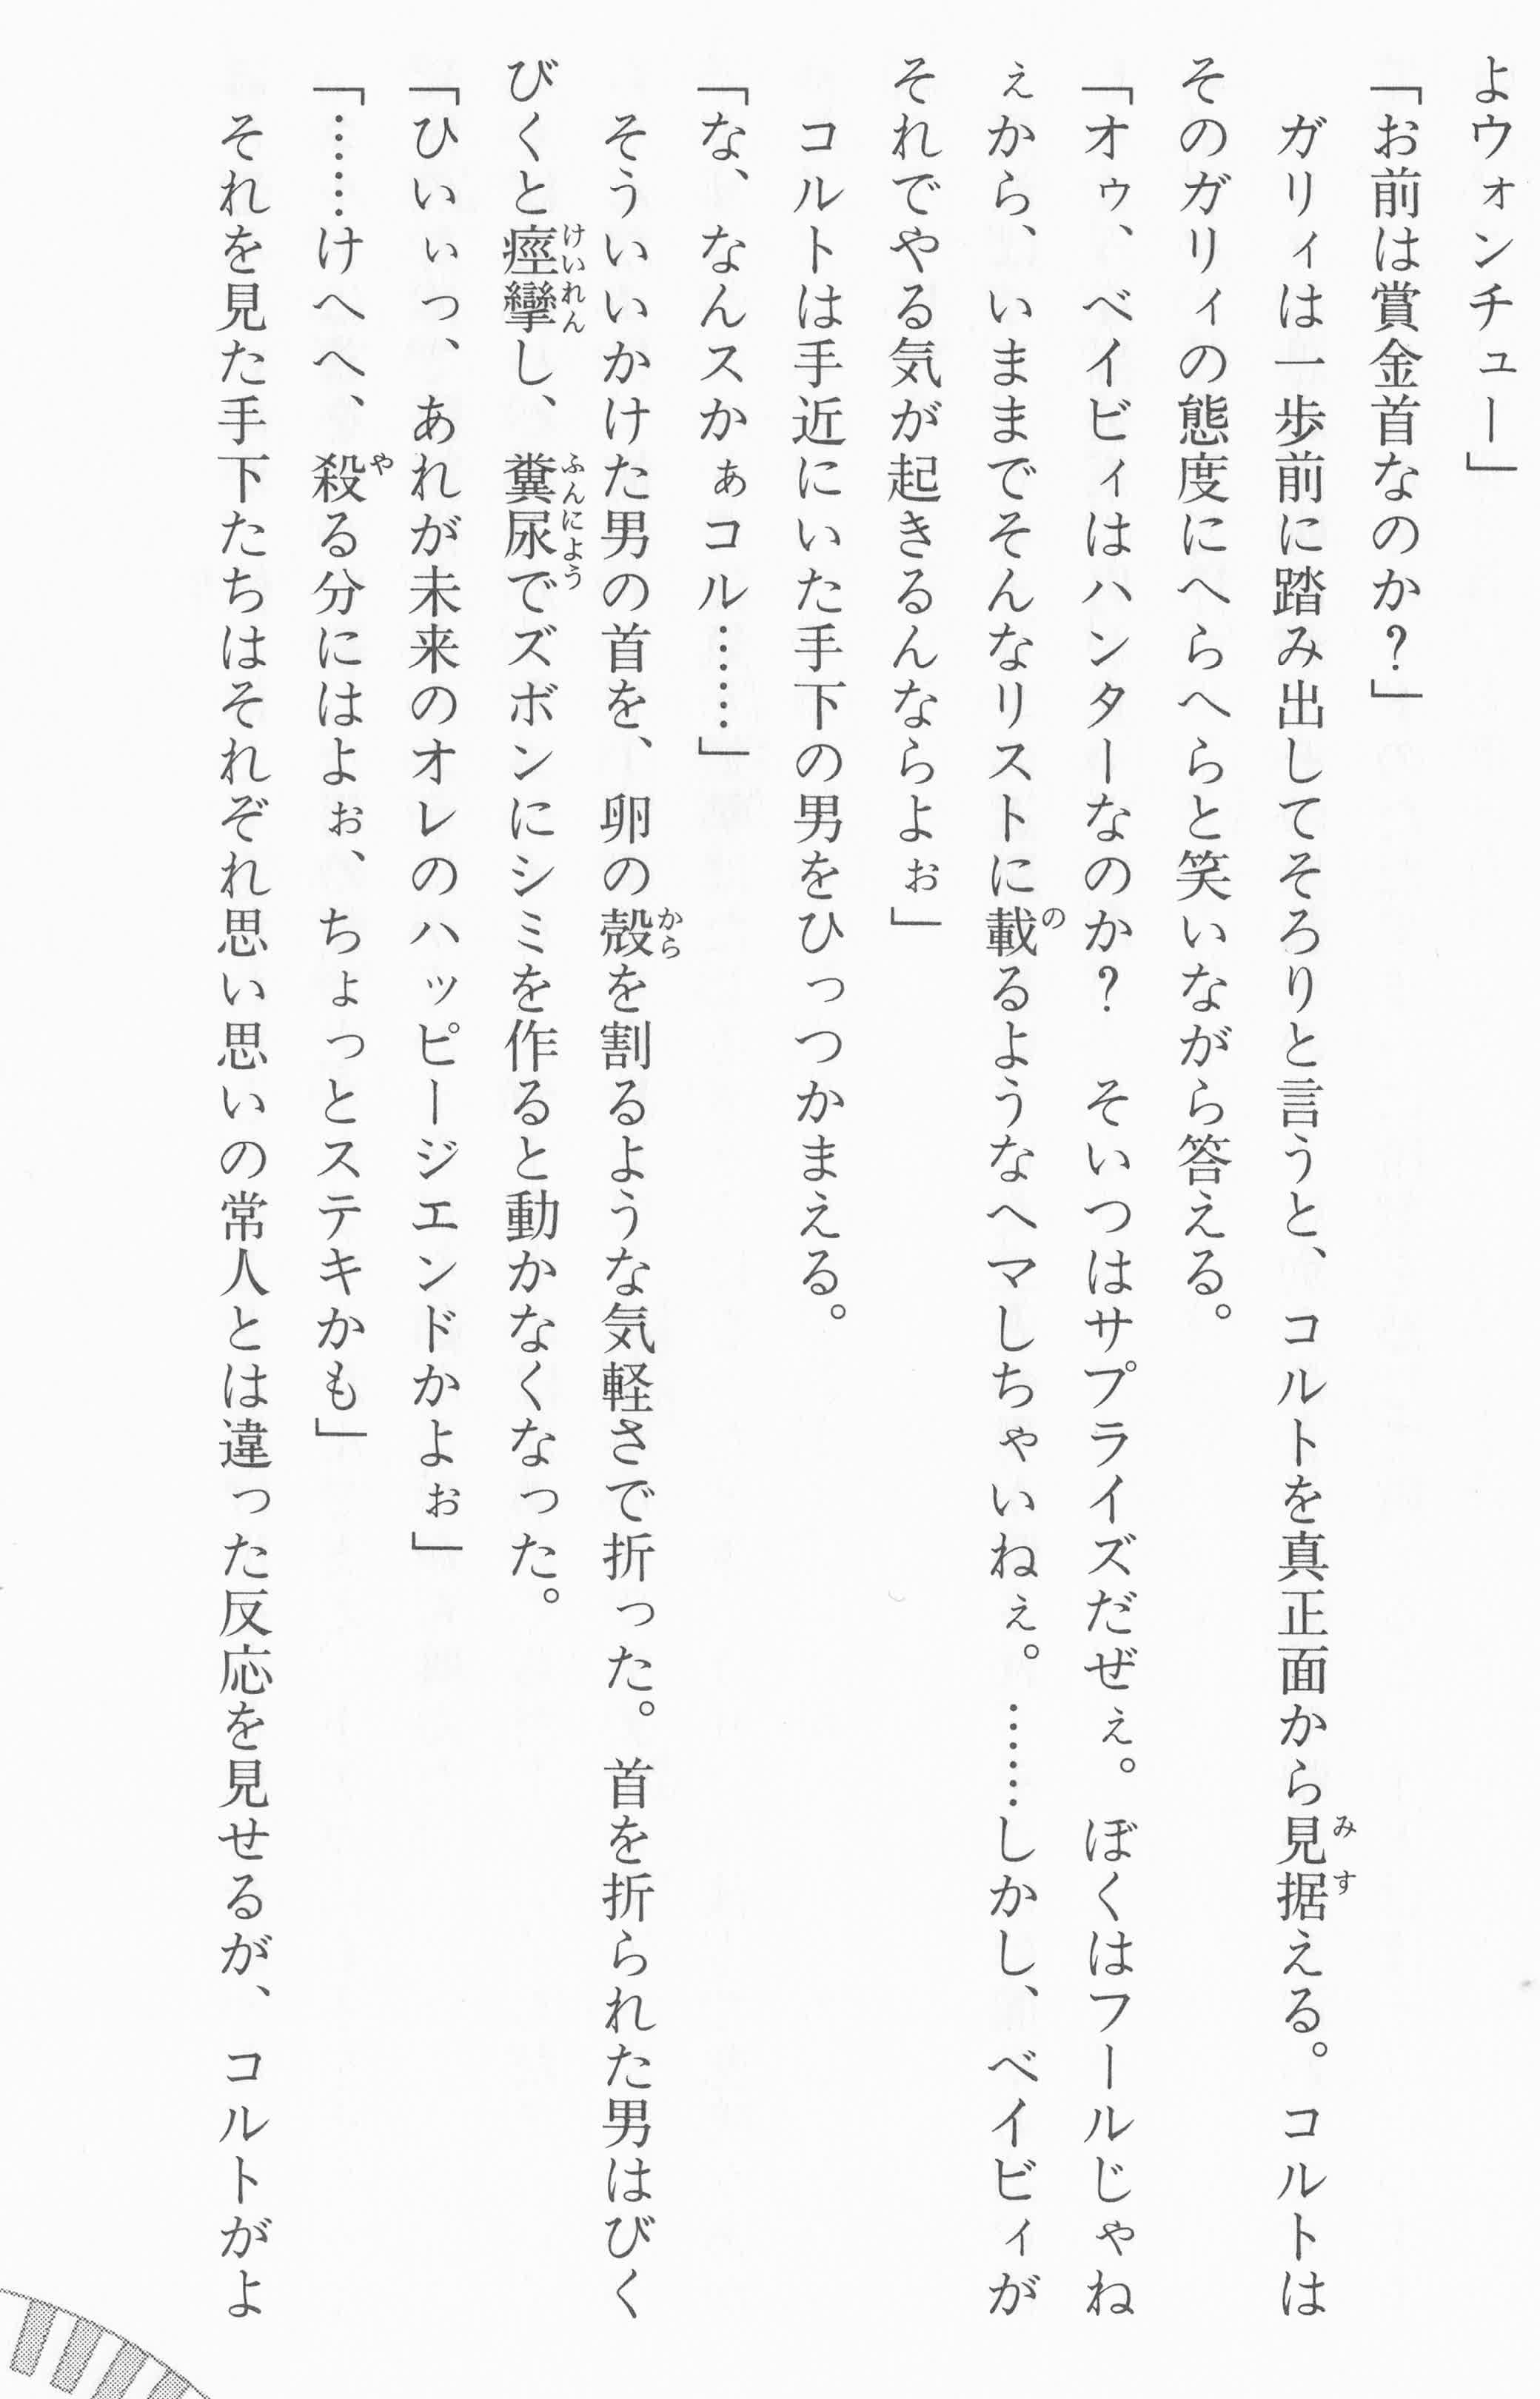 よウォンチュー」
「お前は賞金首なのか？」
　ガリィは一歩前に踏み出してそろりと言うと、コルトを真正面から見据える。コルトは
そのガリィの態度にへらへらと笑いながら答える。
「オゥ、ベイビィはハンターなのか？　そいつはサプライズだぜぇ。ぼくはフールじゃね
ぇから、いままでそんなリストに載るようなヘマしちゃいねぇ。……しかし、ベイビィが
それでやる気が起きるんならよぉ」
　コルトは手近にいた手下の男をひっつかまえる。
「な、なんスかぁコル……」
　そういいかけた男の首を、卵の殻を割るような気軽さで折った。首を折られた男はびく
びくと痙攣し、糞尿でズボンにシミを作ると動かなくなった。
「ひいぃっ、あれが未来のオレのハッピージエンドかよぉ」
「……けへへ、殺る分にはよぉ、ちょっとステキかも」
　それを見た手下たちはそれぞれ思い思いの常人とは違った反応を見せるが、コルトがよ